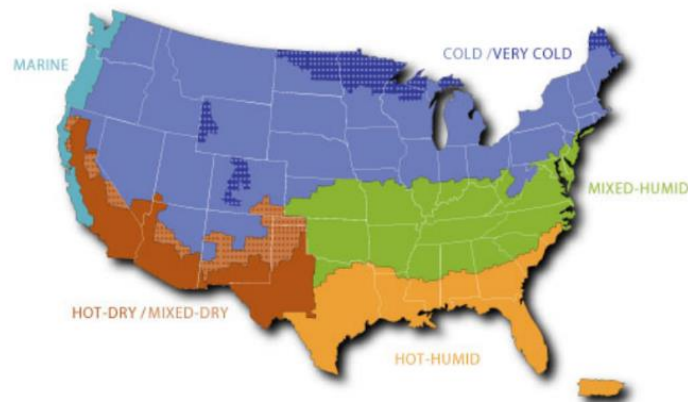 COLD /VERY COLD
MARINE
MIXED-HUMID
HOT-DRY / MIXED-DRY
HOT-HUMID